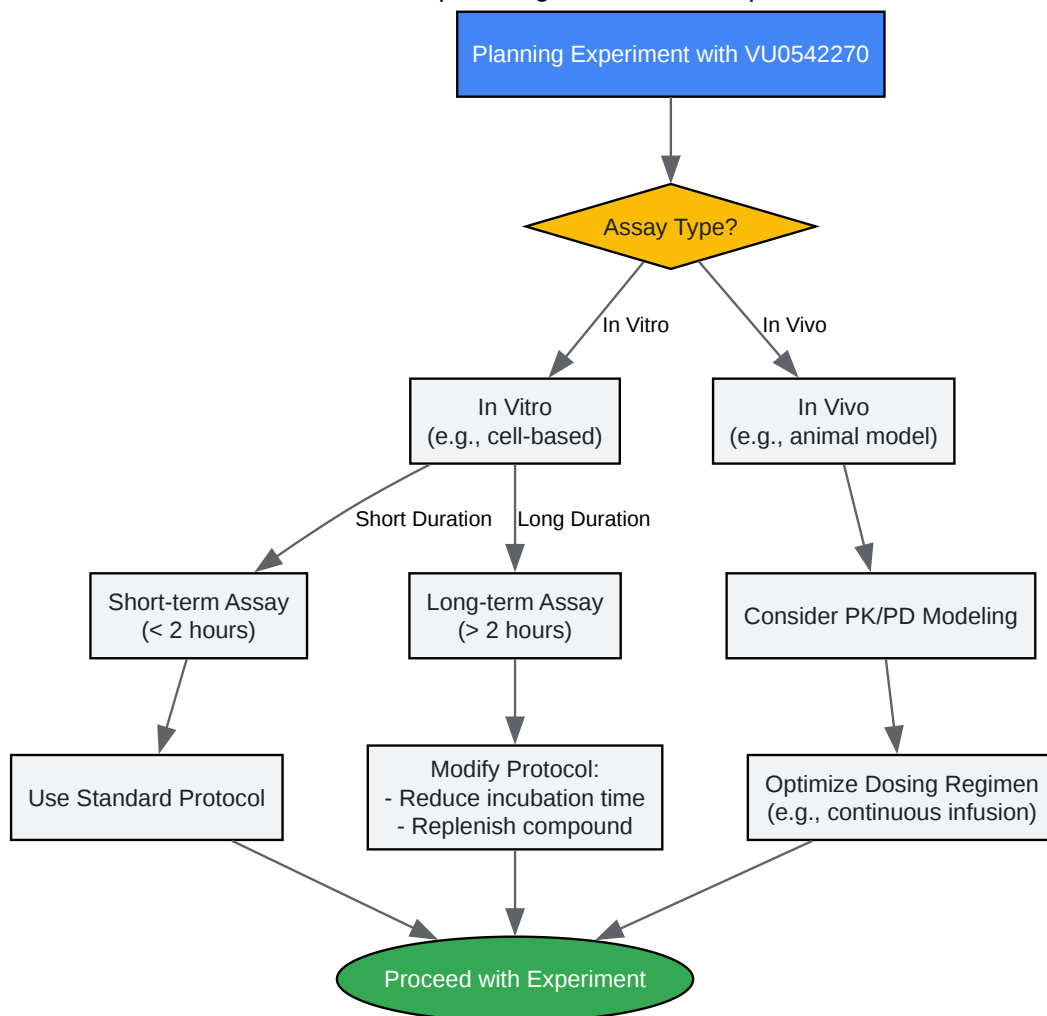 Planning Experiment with VU0542270
Assay Type?
In Vitro
In Vivo
In Vitro
(e.g., cell-based)
In Vivo
(e.g., animal model)
Short Duration
Long Duration
Short-term Assay
(< 2 hours)
Long-term Assay
(> 2 hours)
Consider PK/PD Modeling
Use Standard Protocol
Modify Protocol:
- Reduce incubation time
- Replenish compound
Optimize Dosing Regimen
(e.g., continuous infusion)
Proceed with Experiment